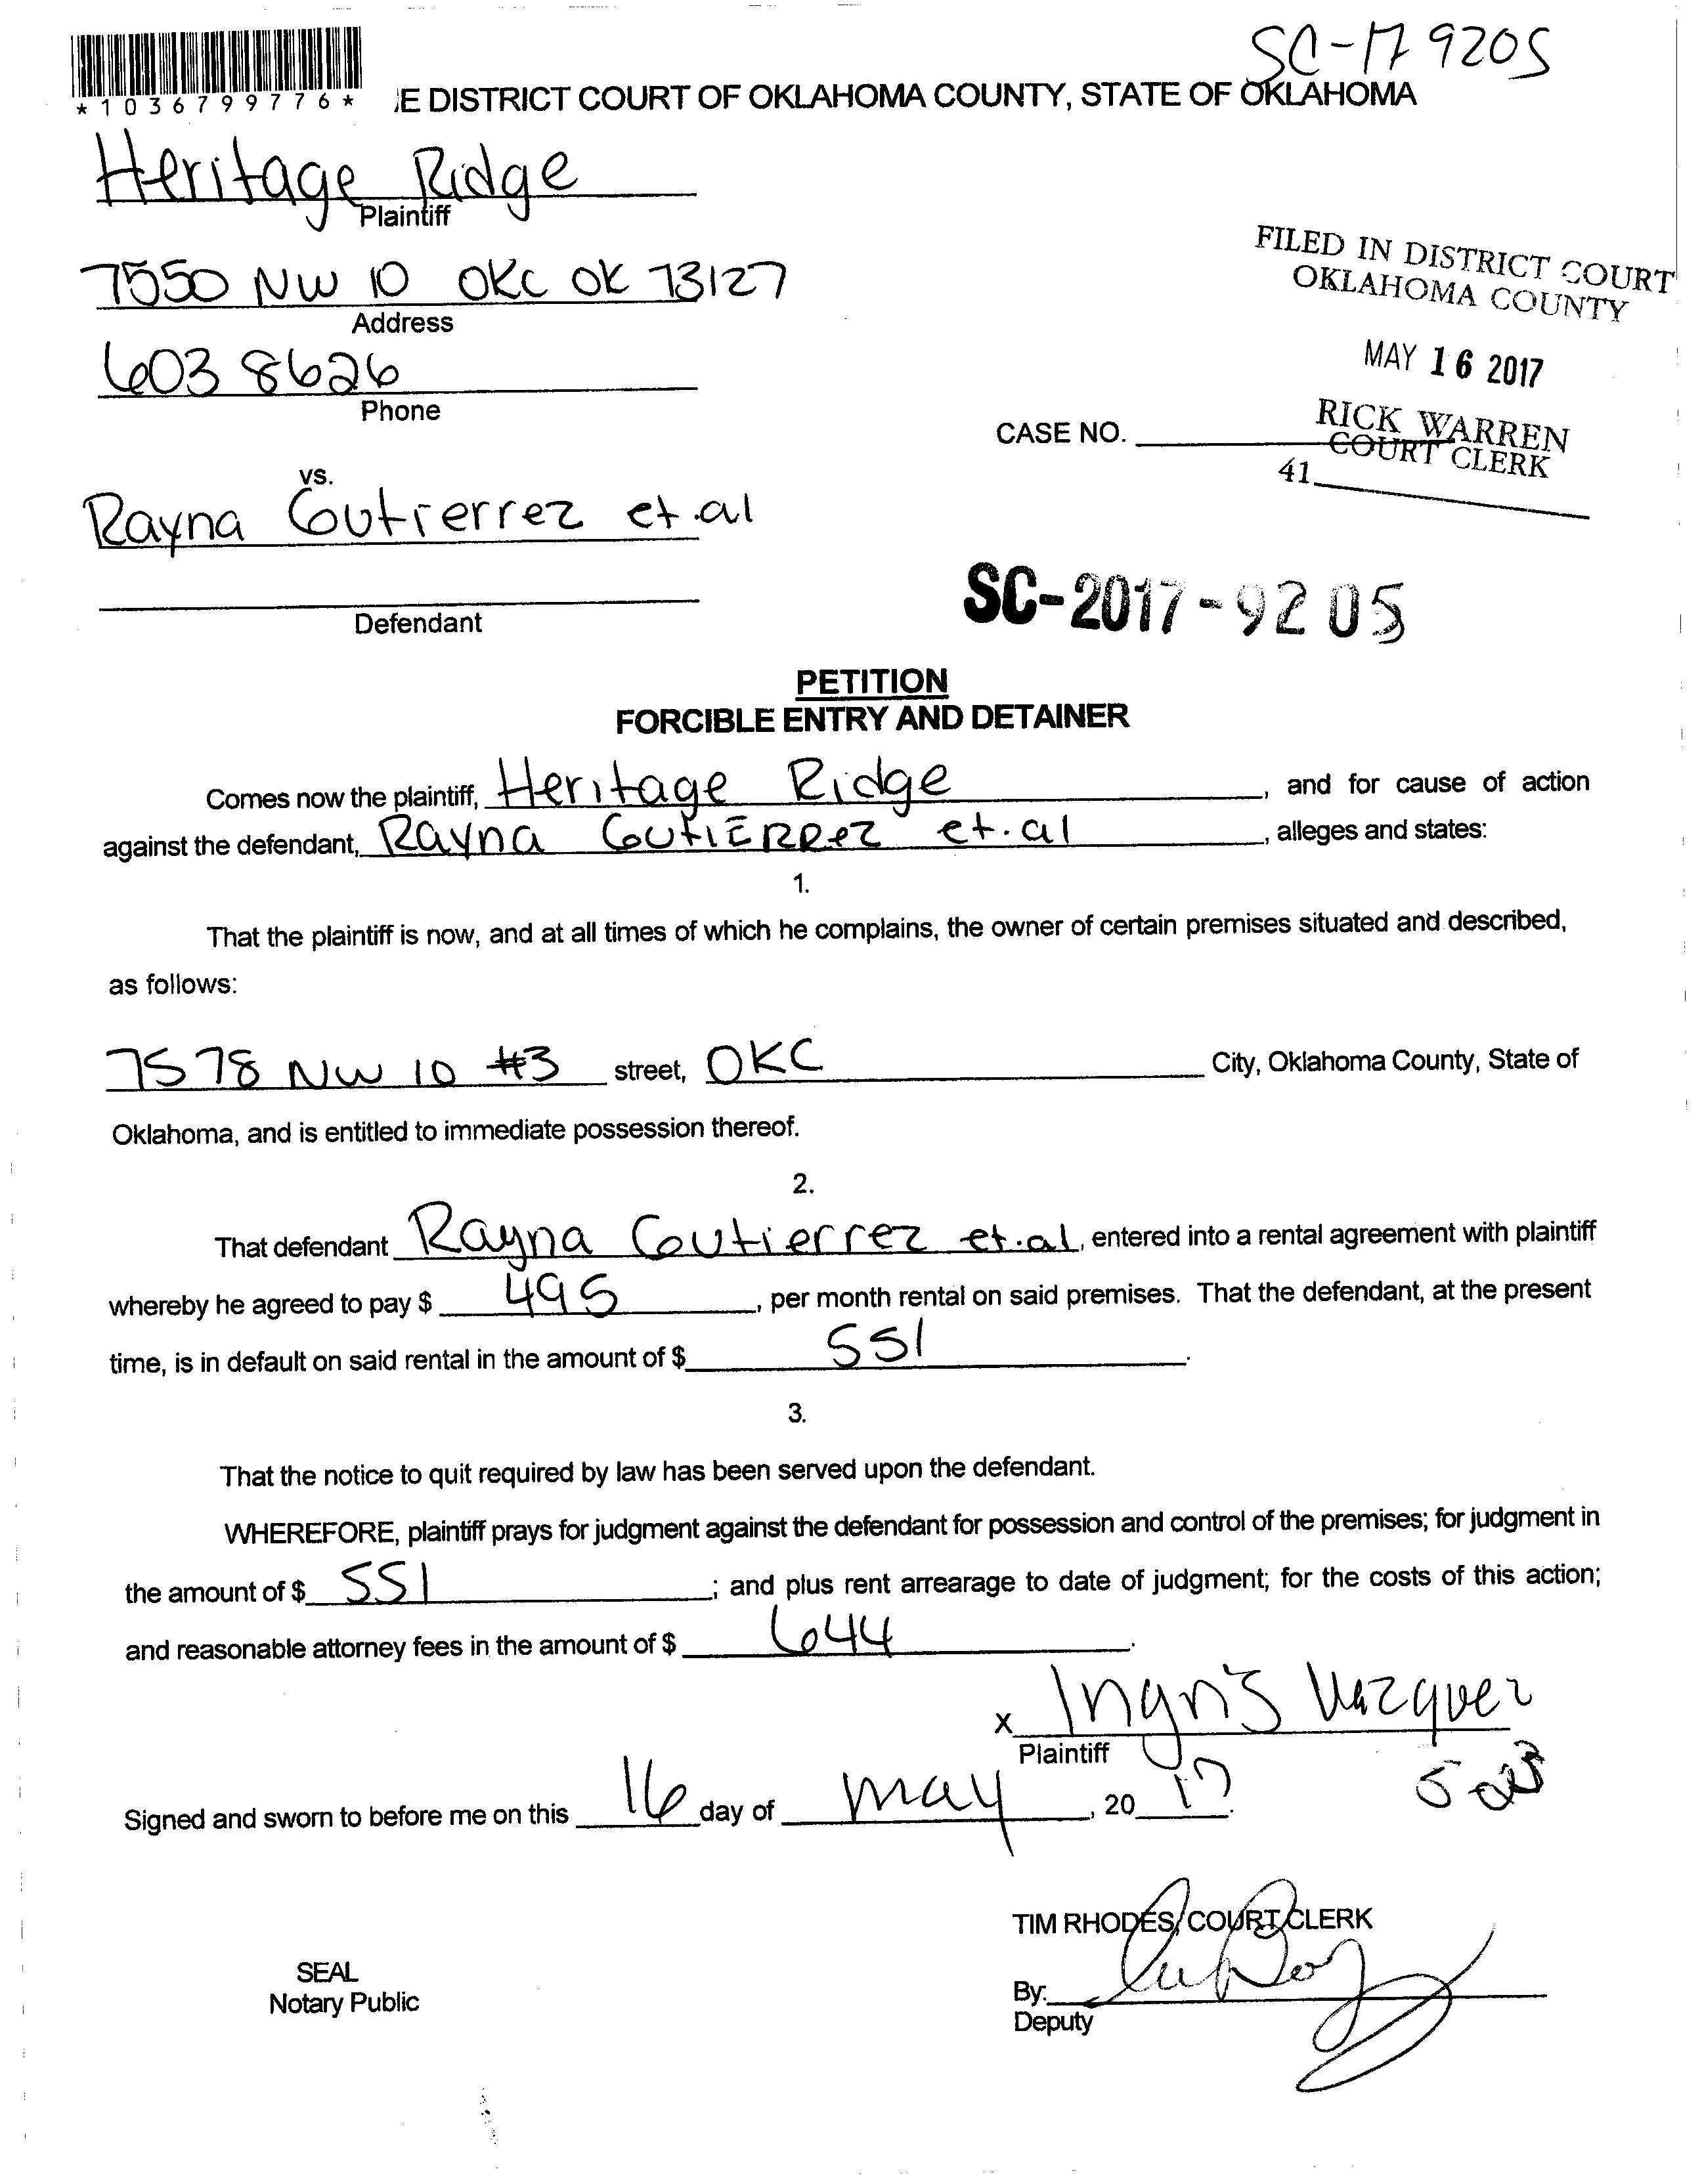 SC-17 9205
*1036799776*
E DISTRICT COURT OF OKLAHOMA COUNTY, STATE OF OKLAHOMA
Heritage Ridge
Plaintiff
7550 NW 10 OKC OK 73127
Address
603 8626
Phone
FILED IN DISTRICT COURT
OKLAHOMA COUNTY
MAY 16 2017
RICK WARREN
COURT CLERK
41
CASE NO.
vs.
Rayna Gutierrez et.al
Defendant
SC-2017-9205
PETITION
FORCIBLE ENTRY AND DETAINER
Comes now the plaintiff, Heritage Ridge, and for cause of action
against the defendant, Rayna GutiERRez et.al, alleges and states:
1.
That the plaintiff is now, and at all times of which he complains, the owner of certain premises situated and described,
as follows:
7578 NW 10 #3 street, OKC City, Oklahoma County, State of
Oklahoma, and is entitled to immediate possession thereof.
2.
That defendant Rayna Gutierrez et.al, entered into a rental agreement with plaintiff
whereby he agreed to pay $ 495, per month rental on said premises. That the defendant, at the present
time, is in default on said rental in the amount of $ 551.
3.
That the notice to quit required by law has been served upon the defendant.
WHEREFORE, plaintiff prays for judgment against the defendant for possession and control of the premises; for judgment in
the amount of $ 551; and plus rent arrearage to date of judgment; for the costs of this action;
and reasonable attorney fees in the amount of $ 644.
x Ingris Vazquez
Plaintiff
Signed and sworn to before me on this 16 day of may, 20 17.
TIM RHODES, COURT CLERK
SEAL
Notary Public
By:
Deputy